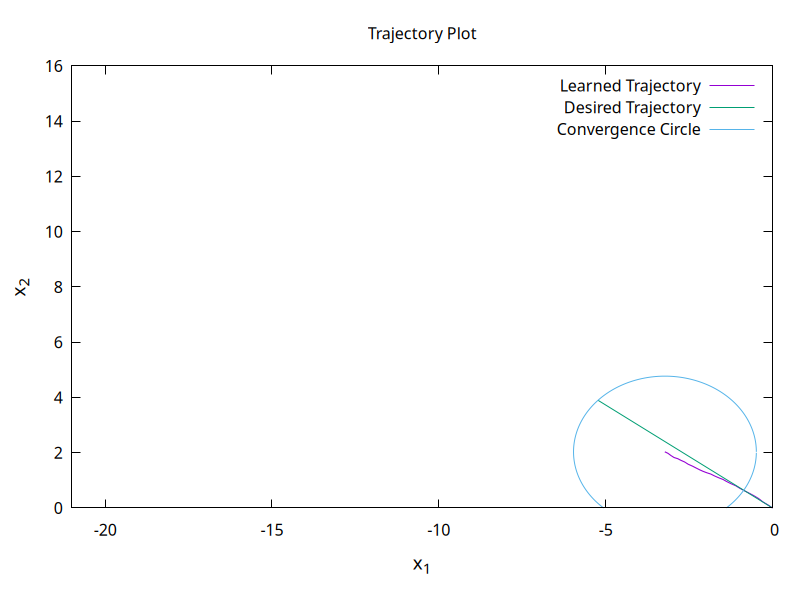 Trajectory Plot
16
14
12
10
8
6
4
2
0
x₂
Learned Trajectory
Desired Trajectory
Convergence Circle
-20 -15 -10 -5 0
x₁